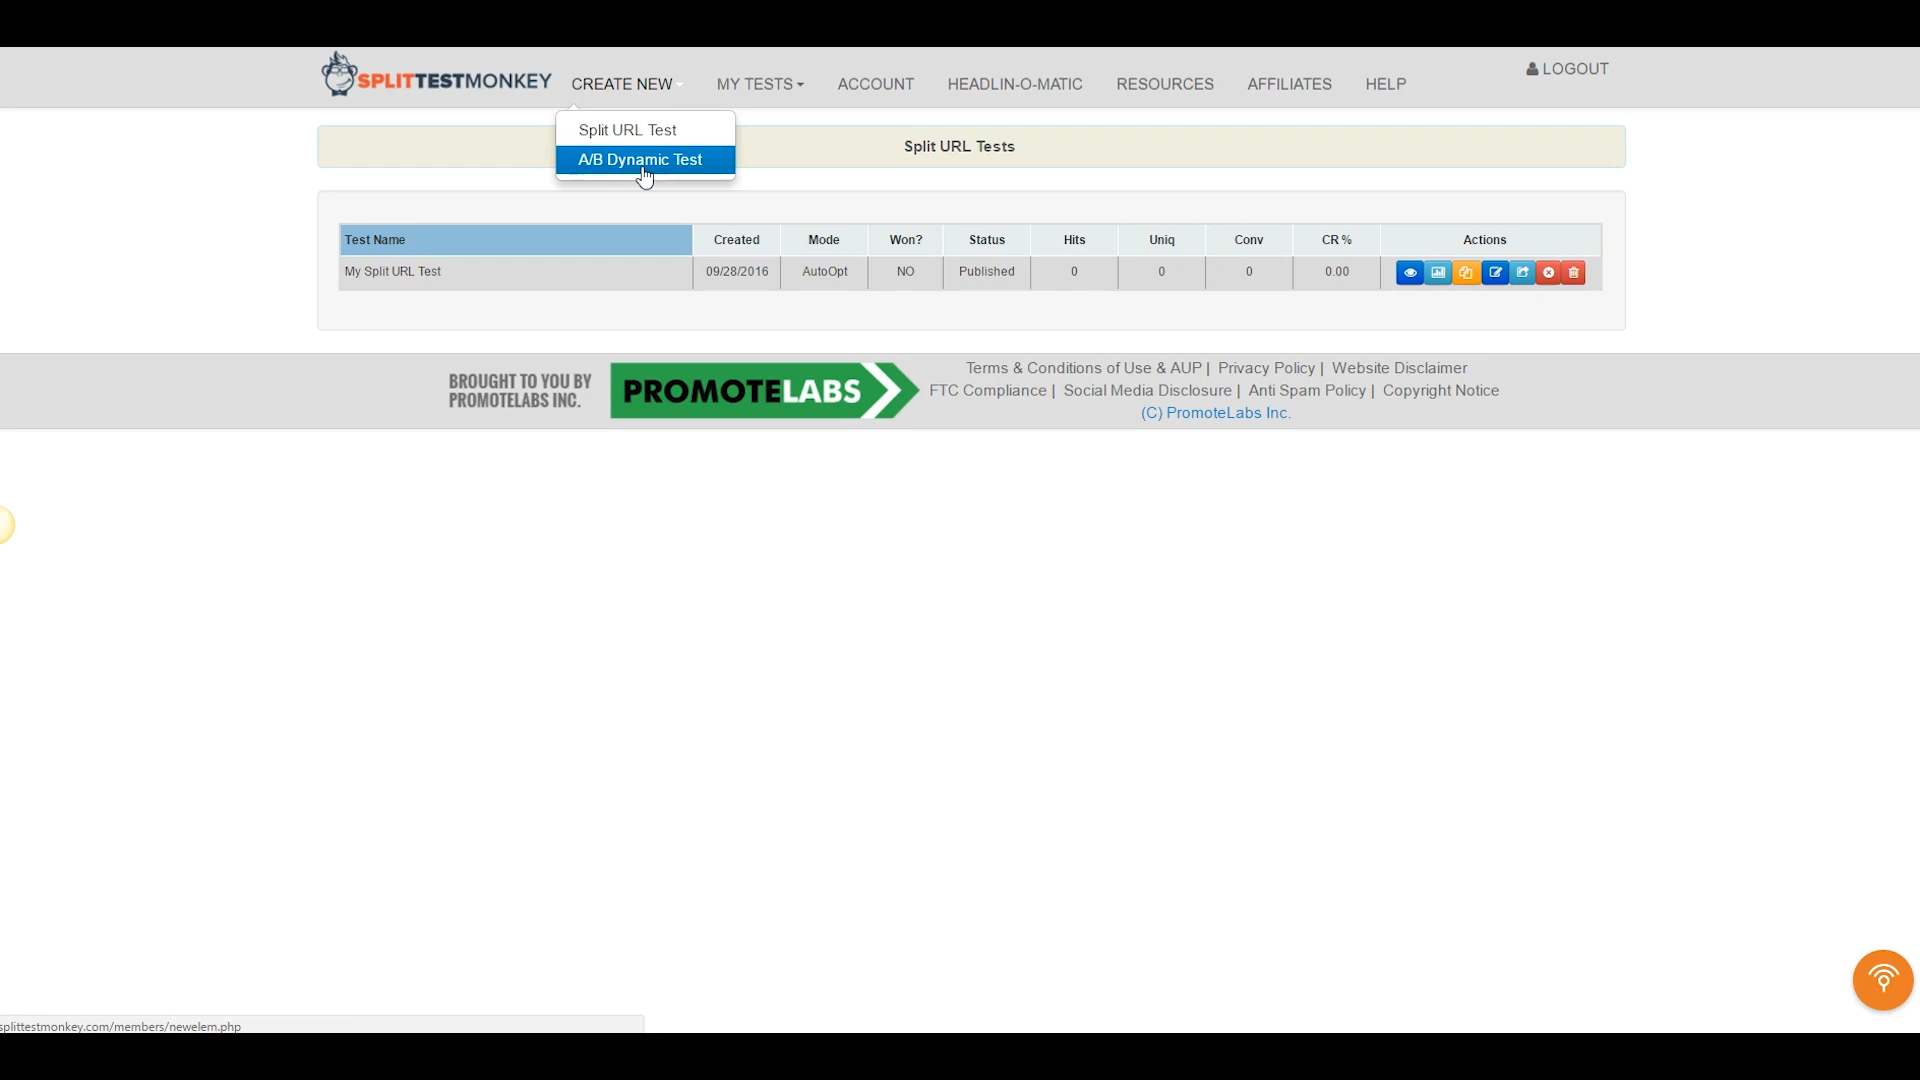 SPLITTESTMONKEY CREATE NEW MY TESTS ACCOUNT HEADLIN-O-MATIC RESOURCES AFFILIATES HELP LOGOUT
Split URL Test
A/B Dynamic Test
Split URL Tests
Test Name Created Mode Won? Status Hits Uniq Conv CR % Actions
My Split URL Test 09/28/2016 AutoOpt NO Published 0 0 0 0.00
BROUGHT TO YOU BY
PROMOTELABS INC.
PROMOTELABS
Terms & Conditions of Use & AUP | Privacy Policy | Website Disclaimer
FTC Compliance | Social Media Disclosure | Anti Spam Policy | Copyright Notice
(C) PromoteLabs Inc.
splittestmonkey.com/members/newelem.php